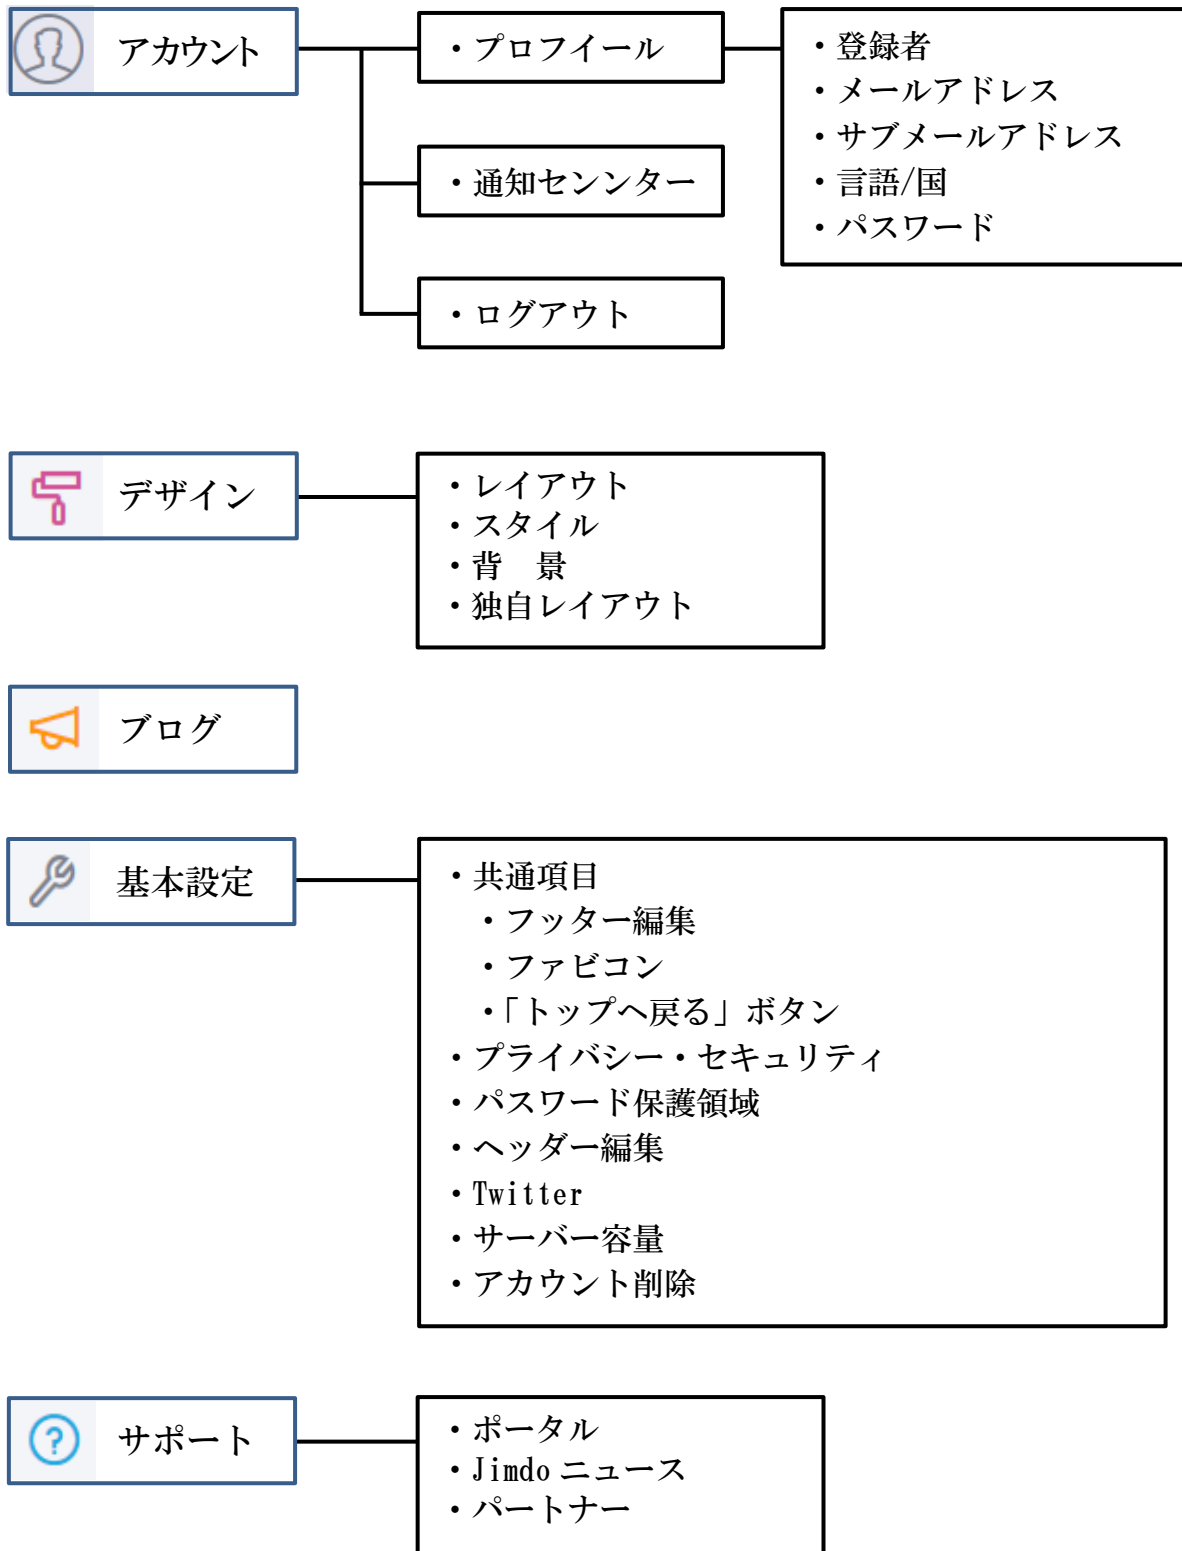 アカウント
・プロフイール
・登録者
・メールアドレス
・サブメールアドレス
・言語/国
・パスワード
・通知センンター
・ログアウト
デザイン
・レイアウト
・スタイル
・背　景
・独自レイアウト
ブログ
基本設定
・共通項目
・フッター編集
・ファビコン
・「トップへ戻る」ボタン
・プライバシー・セキュリティ
・パスワード保護領域
・ヘッダー編集
・Twitter
・サーバー容量
・アカウント削除
?
サポート
・ポータル
・Jimdo ニュース
・パートナー